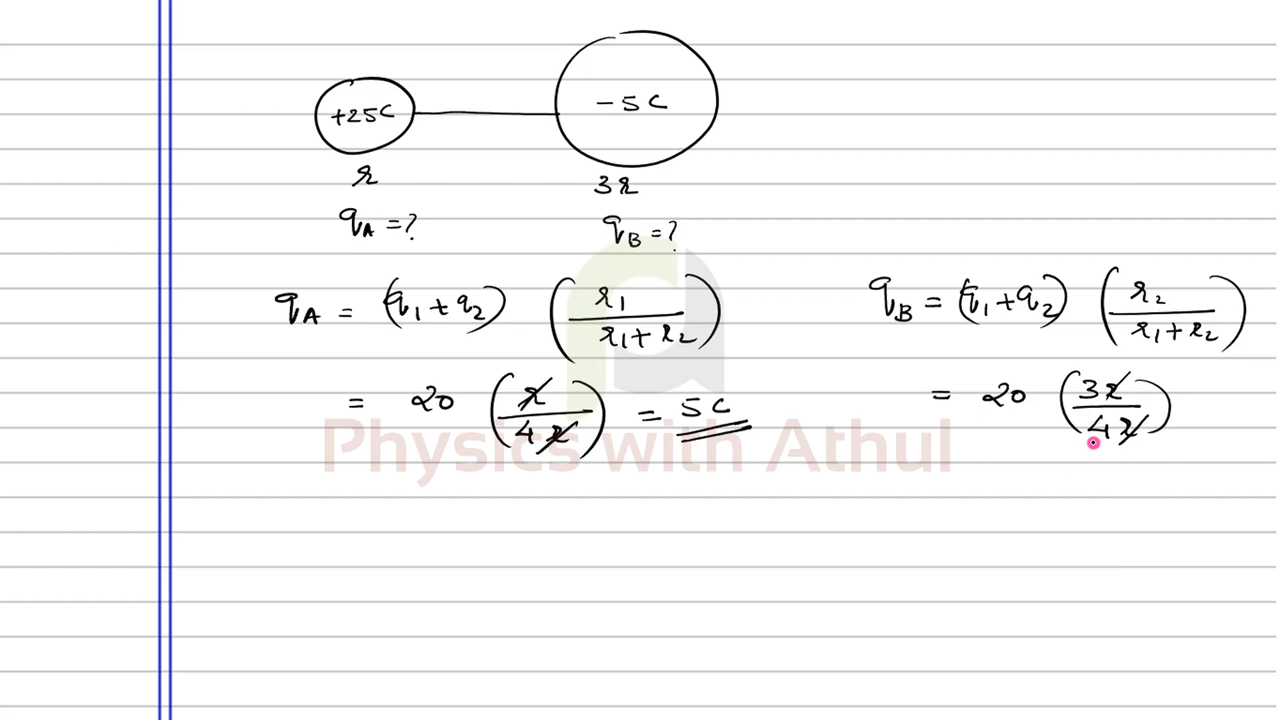 +25C
-5C
r
3r
qA = ?
qB = ?
qA = (q1 + q2) (r1 / r1 + r2)
= 20 (r / 4r) = 5C
qB = (q1 + q2) (r2 / r1 + r2)
= 20 (3r / 4r)
Physics with Athul